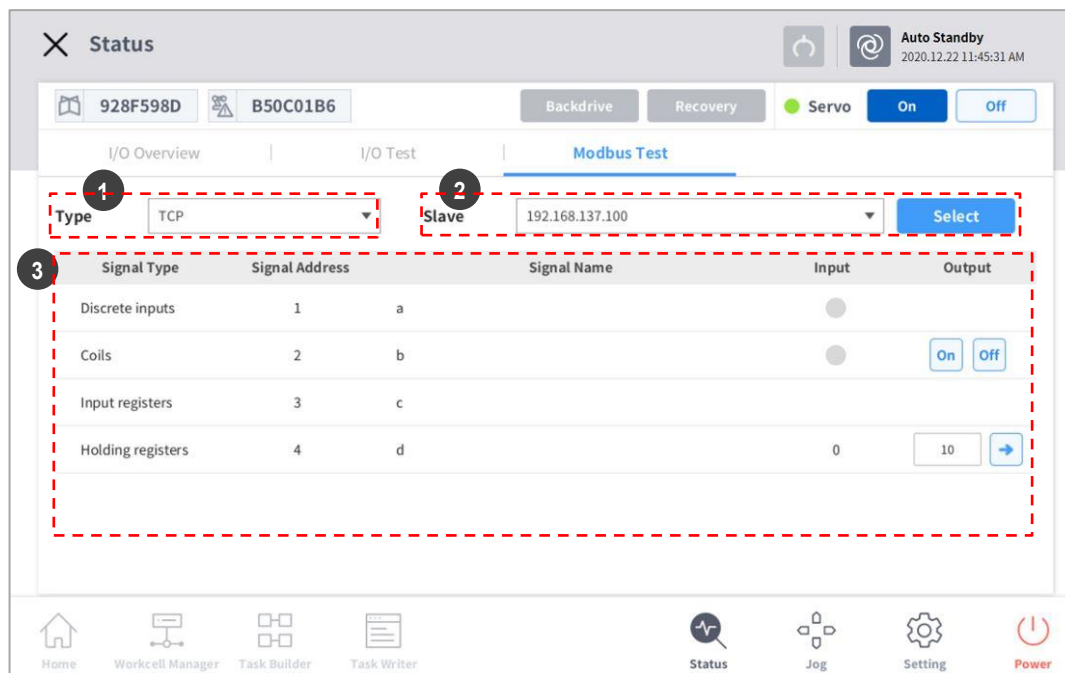 Status
Auto Standby
2020.12.22 11:45:31 AM
928F598D B50C01B6 Backdrive Recovery Servo On Off
I/O Overview I/O Test Modbus Test
1 2
Type TCP Slave 192.168.137.100 Select
3 Signal Type Signal Address Signal Name Input Output
Discrete inputs 1 a
Coils 2 b On Off
Input registers 3 c
Holding registers 4 d 0 10
Home Workcell Manager Task Builder Task Writer Status Jog Setting Power